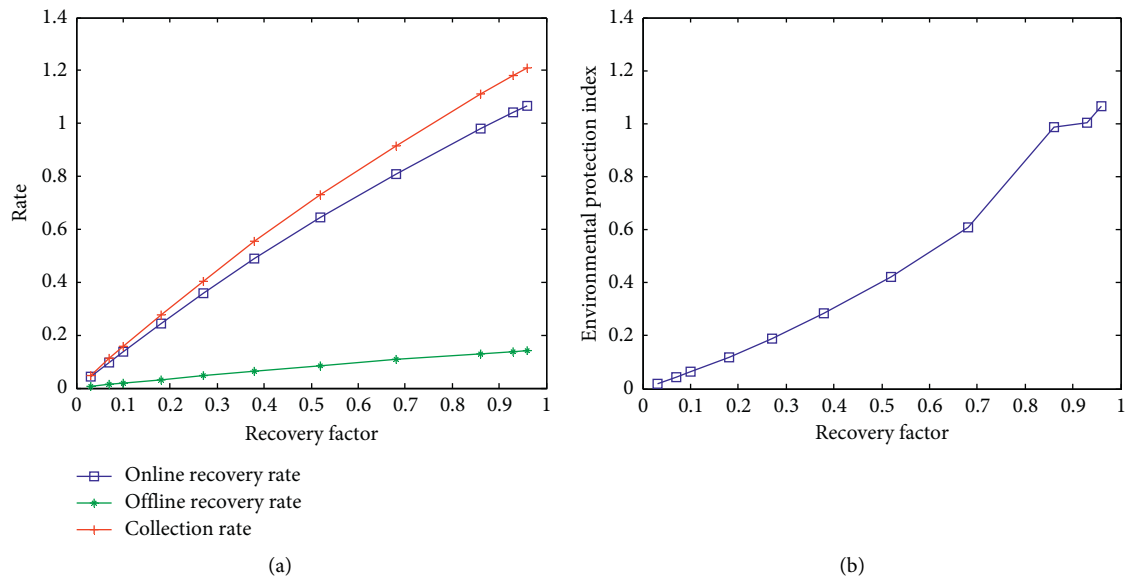 1.4
1.2
1
0.8
0.6
0.4
0.2
0
Rate
0 0.1 0.2 0.3 0.4 0.5 0.6 0.7 0.8 0.9 1
Recovery factor
Online recovery rate
Offline recovery rate
Collection rate
(a)
1.4
1.2
1
0.8
0.6
0.4
0.2
0
Environmental protection index
0 0.1 0.2 0.3 0.4 0.5 0.6 0.7 0.8 0.9 1
Recovery factor
(b)